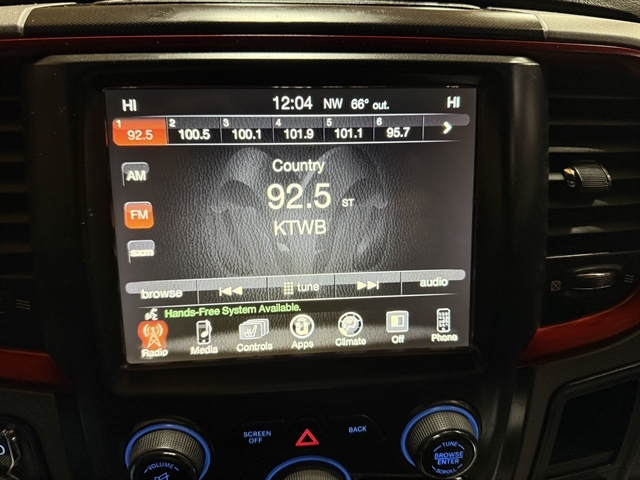 HI 12:04 NW 66° out. HI
1 92.5 2 100.5 3 100.1 4 101.9 5 101.1 6 95.7
AM
Country
92.5 ST
FM
KTWB
browse tune audio
Hands-Free System Available.
Radio Media Controls Apps Climate Off Phone
SCREEN OFF BACK
VOLUME
TUNE
BROWSE
ENTER
SCROLL